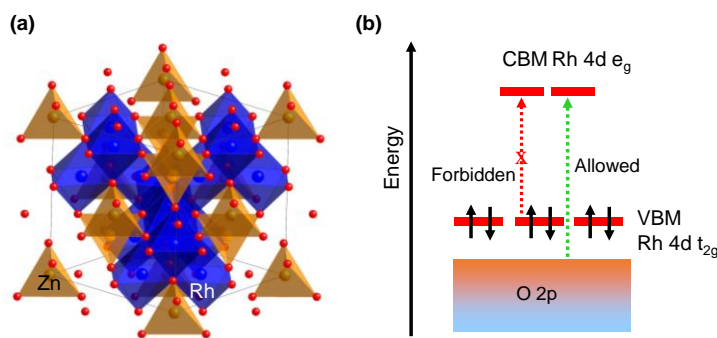 (a)
Zn
Rh
(b)
Energy
CBM Rh 4d e_g
X
Forbidden
Allowed
VBM
Rh 4d t_2g
O 2p